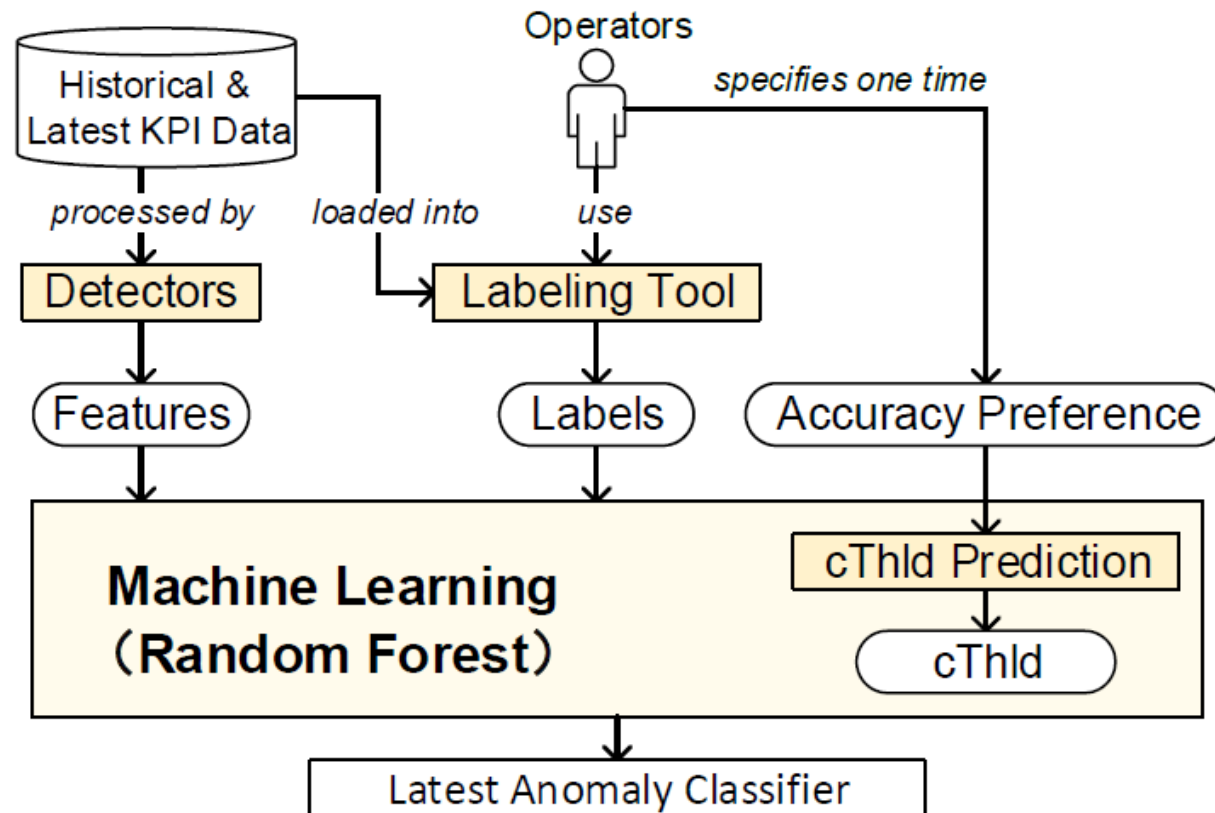 Operators
Historical &
Latest KPI Data
specifies one time
processed by
loaded into
use
Detectors
Labeling Tool
Features
Labels
Accuracy Preference
cThld Prediction
Machine Learning
（Random Forest）
cThld
Latest Anomaly Classifier